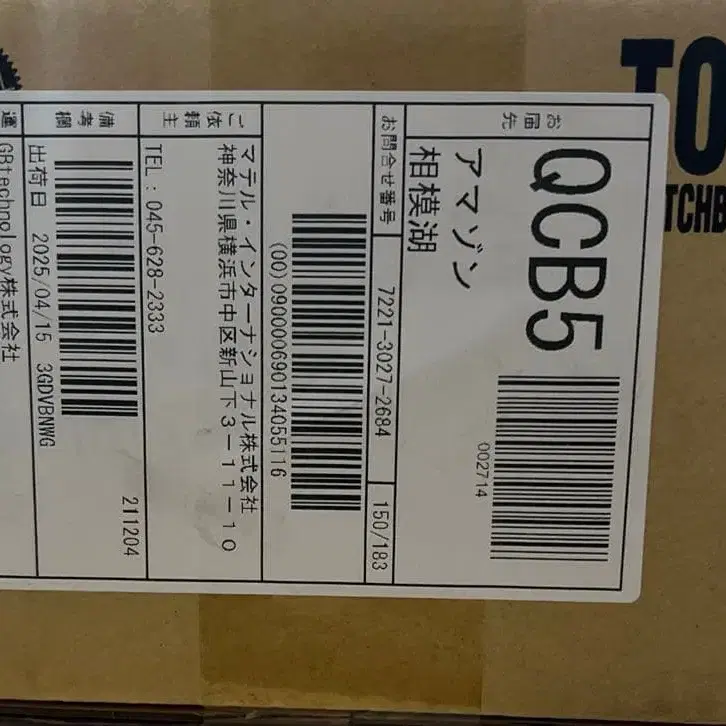 お届先
QCB5
002714
アマゾン
相模湖
お問合せ番号 7221-3027-2684 150/183
(00)090000690134055116
ご依頼主
マテル・インターナショナル株式会社
神奈川県横浜市中区新山下3-11-10
TEL:045-628-2333
備考欄
211204
出荷日 2025/04/15 3GDVBNWG
運
GBtechnology株式会社
TO
TCHB